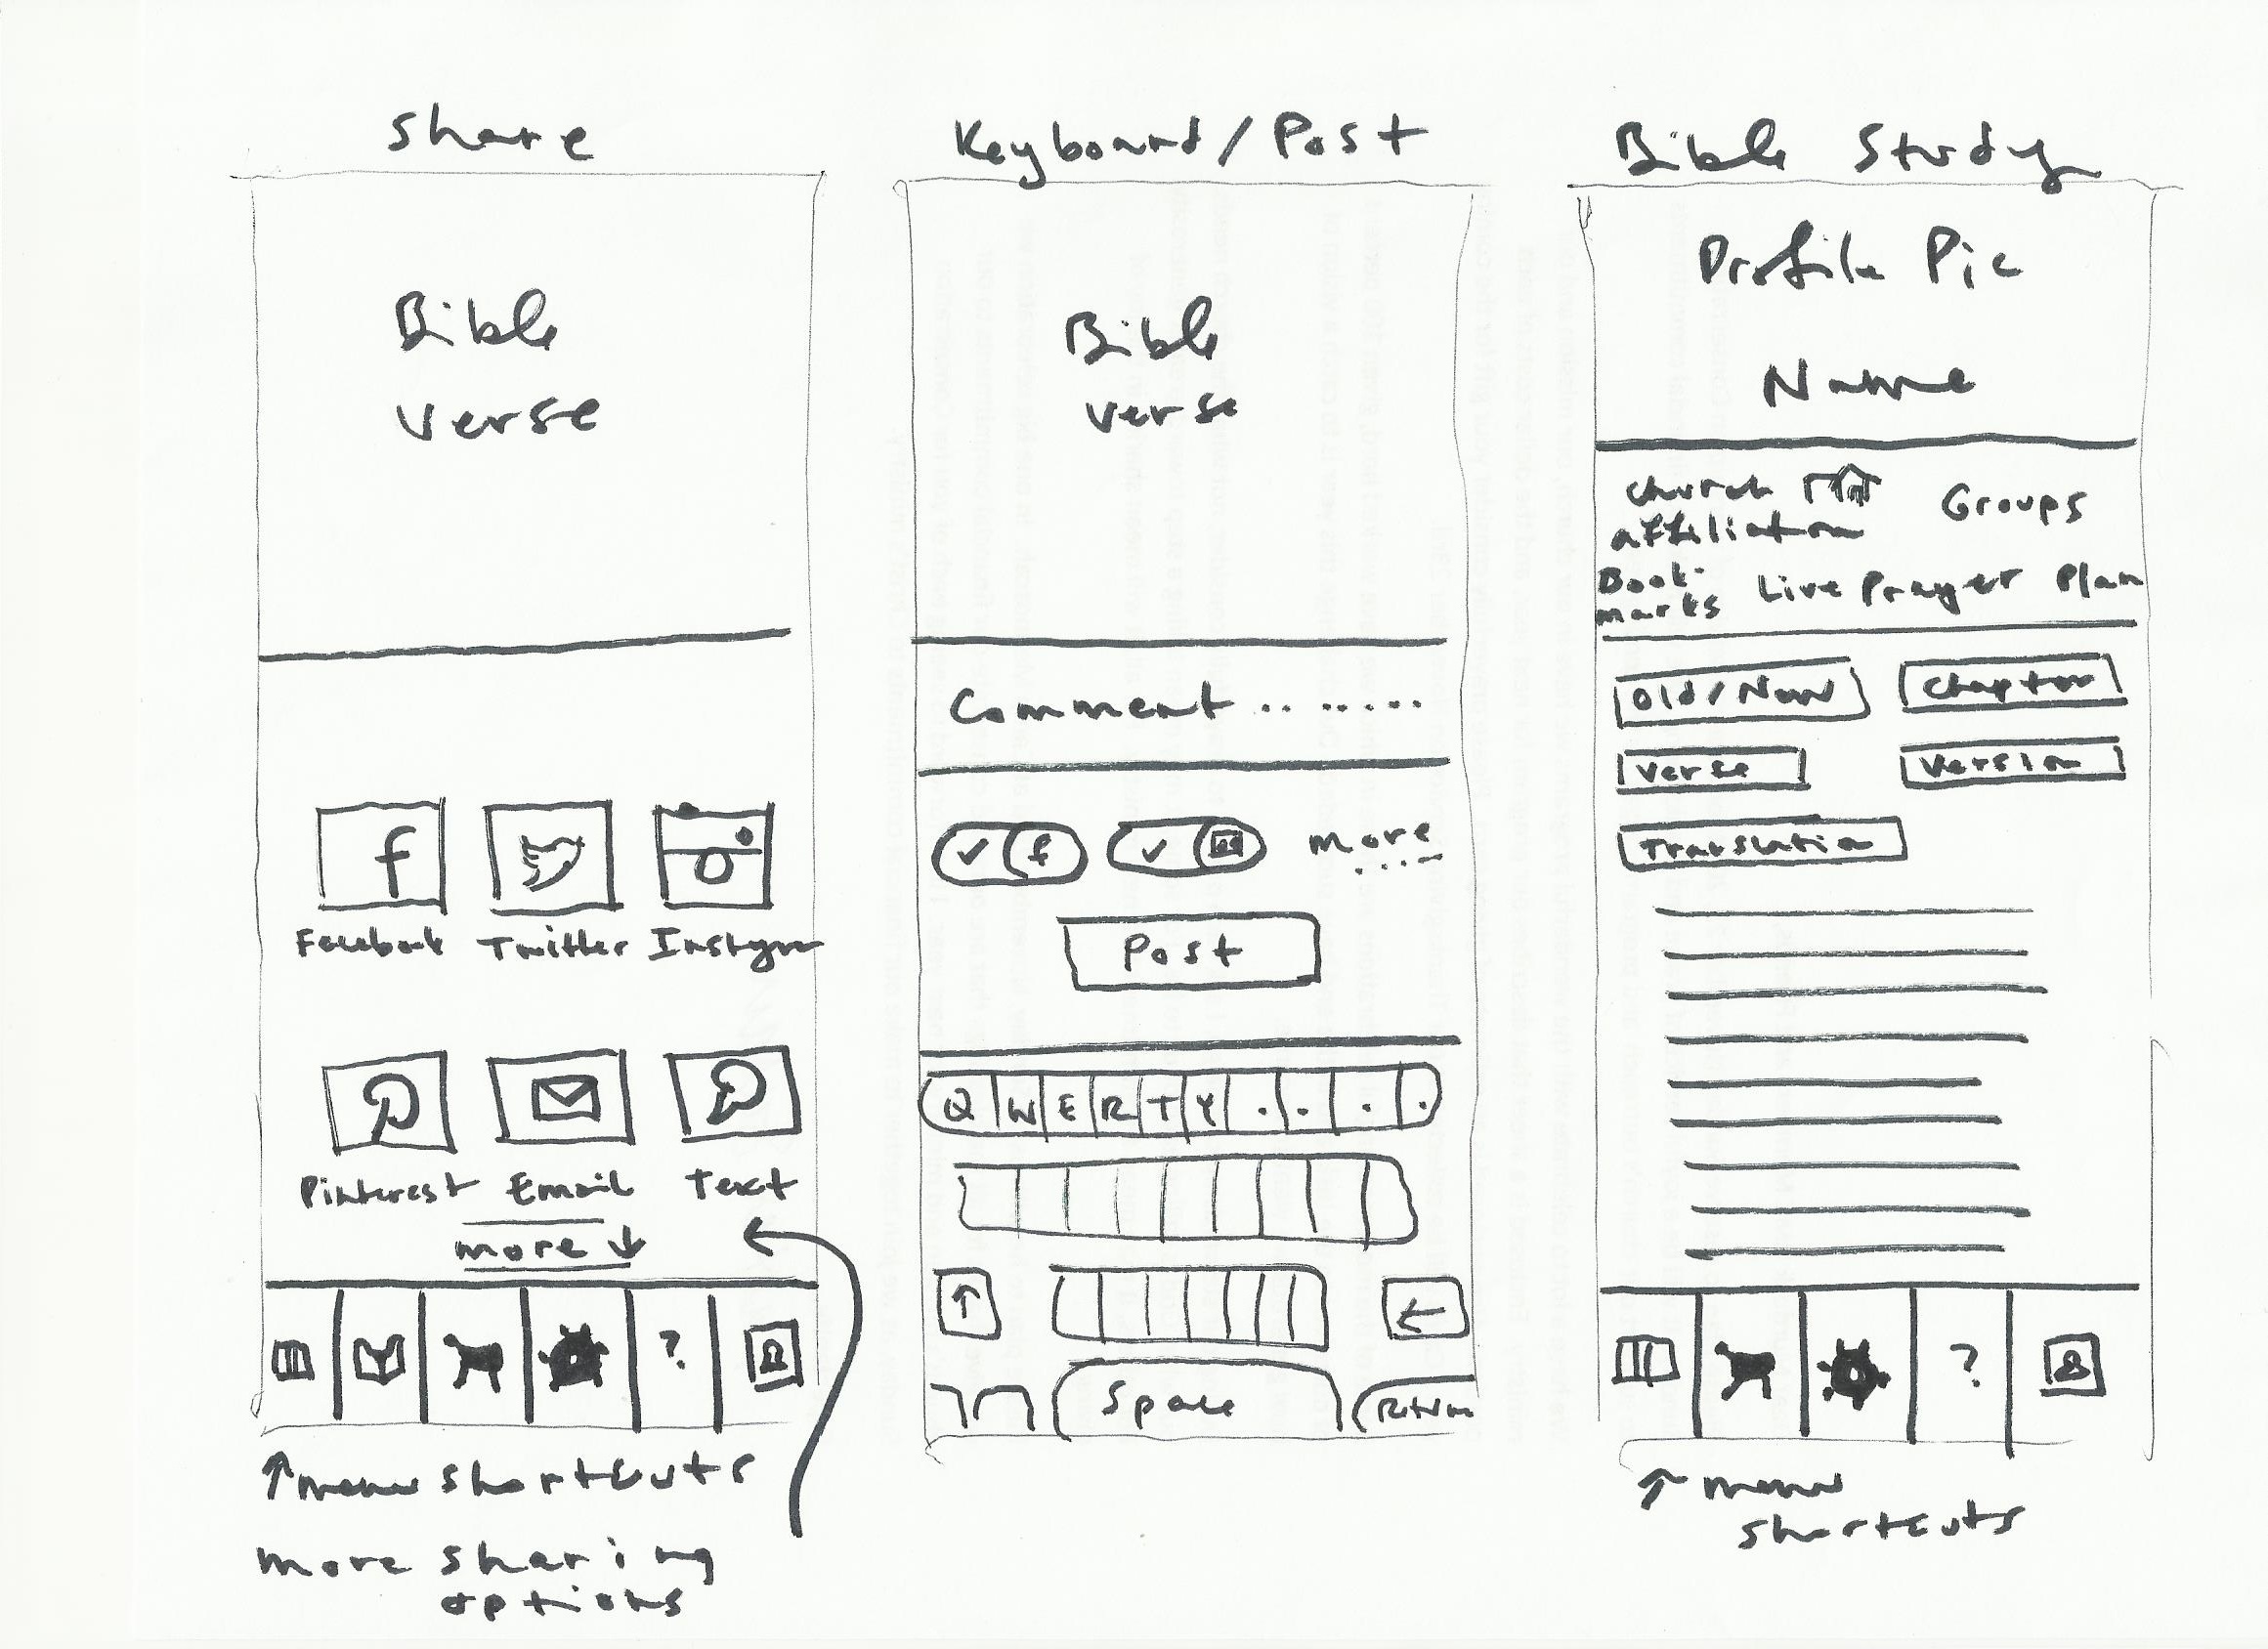 Share
Bible
verse
f
Facebook Twitter Instagram
Pinterest Email Text
more ↓
?
↑ menu shortcuts
more sharing
options
Keyboard/Post
Bible
verse
Comment .. .....
✓ f ✓ more
....
Post
Q W E R T Y . . . .
↑ ←
Space Return
Bible Study
Profile Pic
Name
Church
affiliation
Groups
Book-
marks
Live Prayer Plan
Old/New Chapter
Verse Version
Translation
?
↑ menu
shortcuts